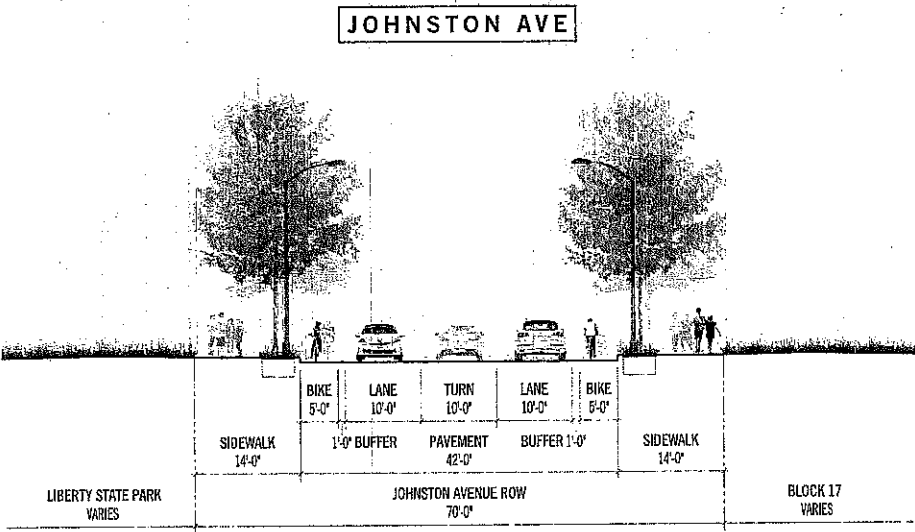 JOHNSTON AVE
BIKE LANE TURN LANE BIKE
5'-0" 10'-0" 10'-0" 10'-0" 5'-0"
SIDEWALK 1'-0" BUFFER PAVEMENT BUFFER 1'-0" SIDEWALK
14'-0" 42'-0" 14'-0"
LIBERTY STATE PARK JOHNSTON AVENUE ROW BLOCK 17
VARIES 70'-0" VARIES